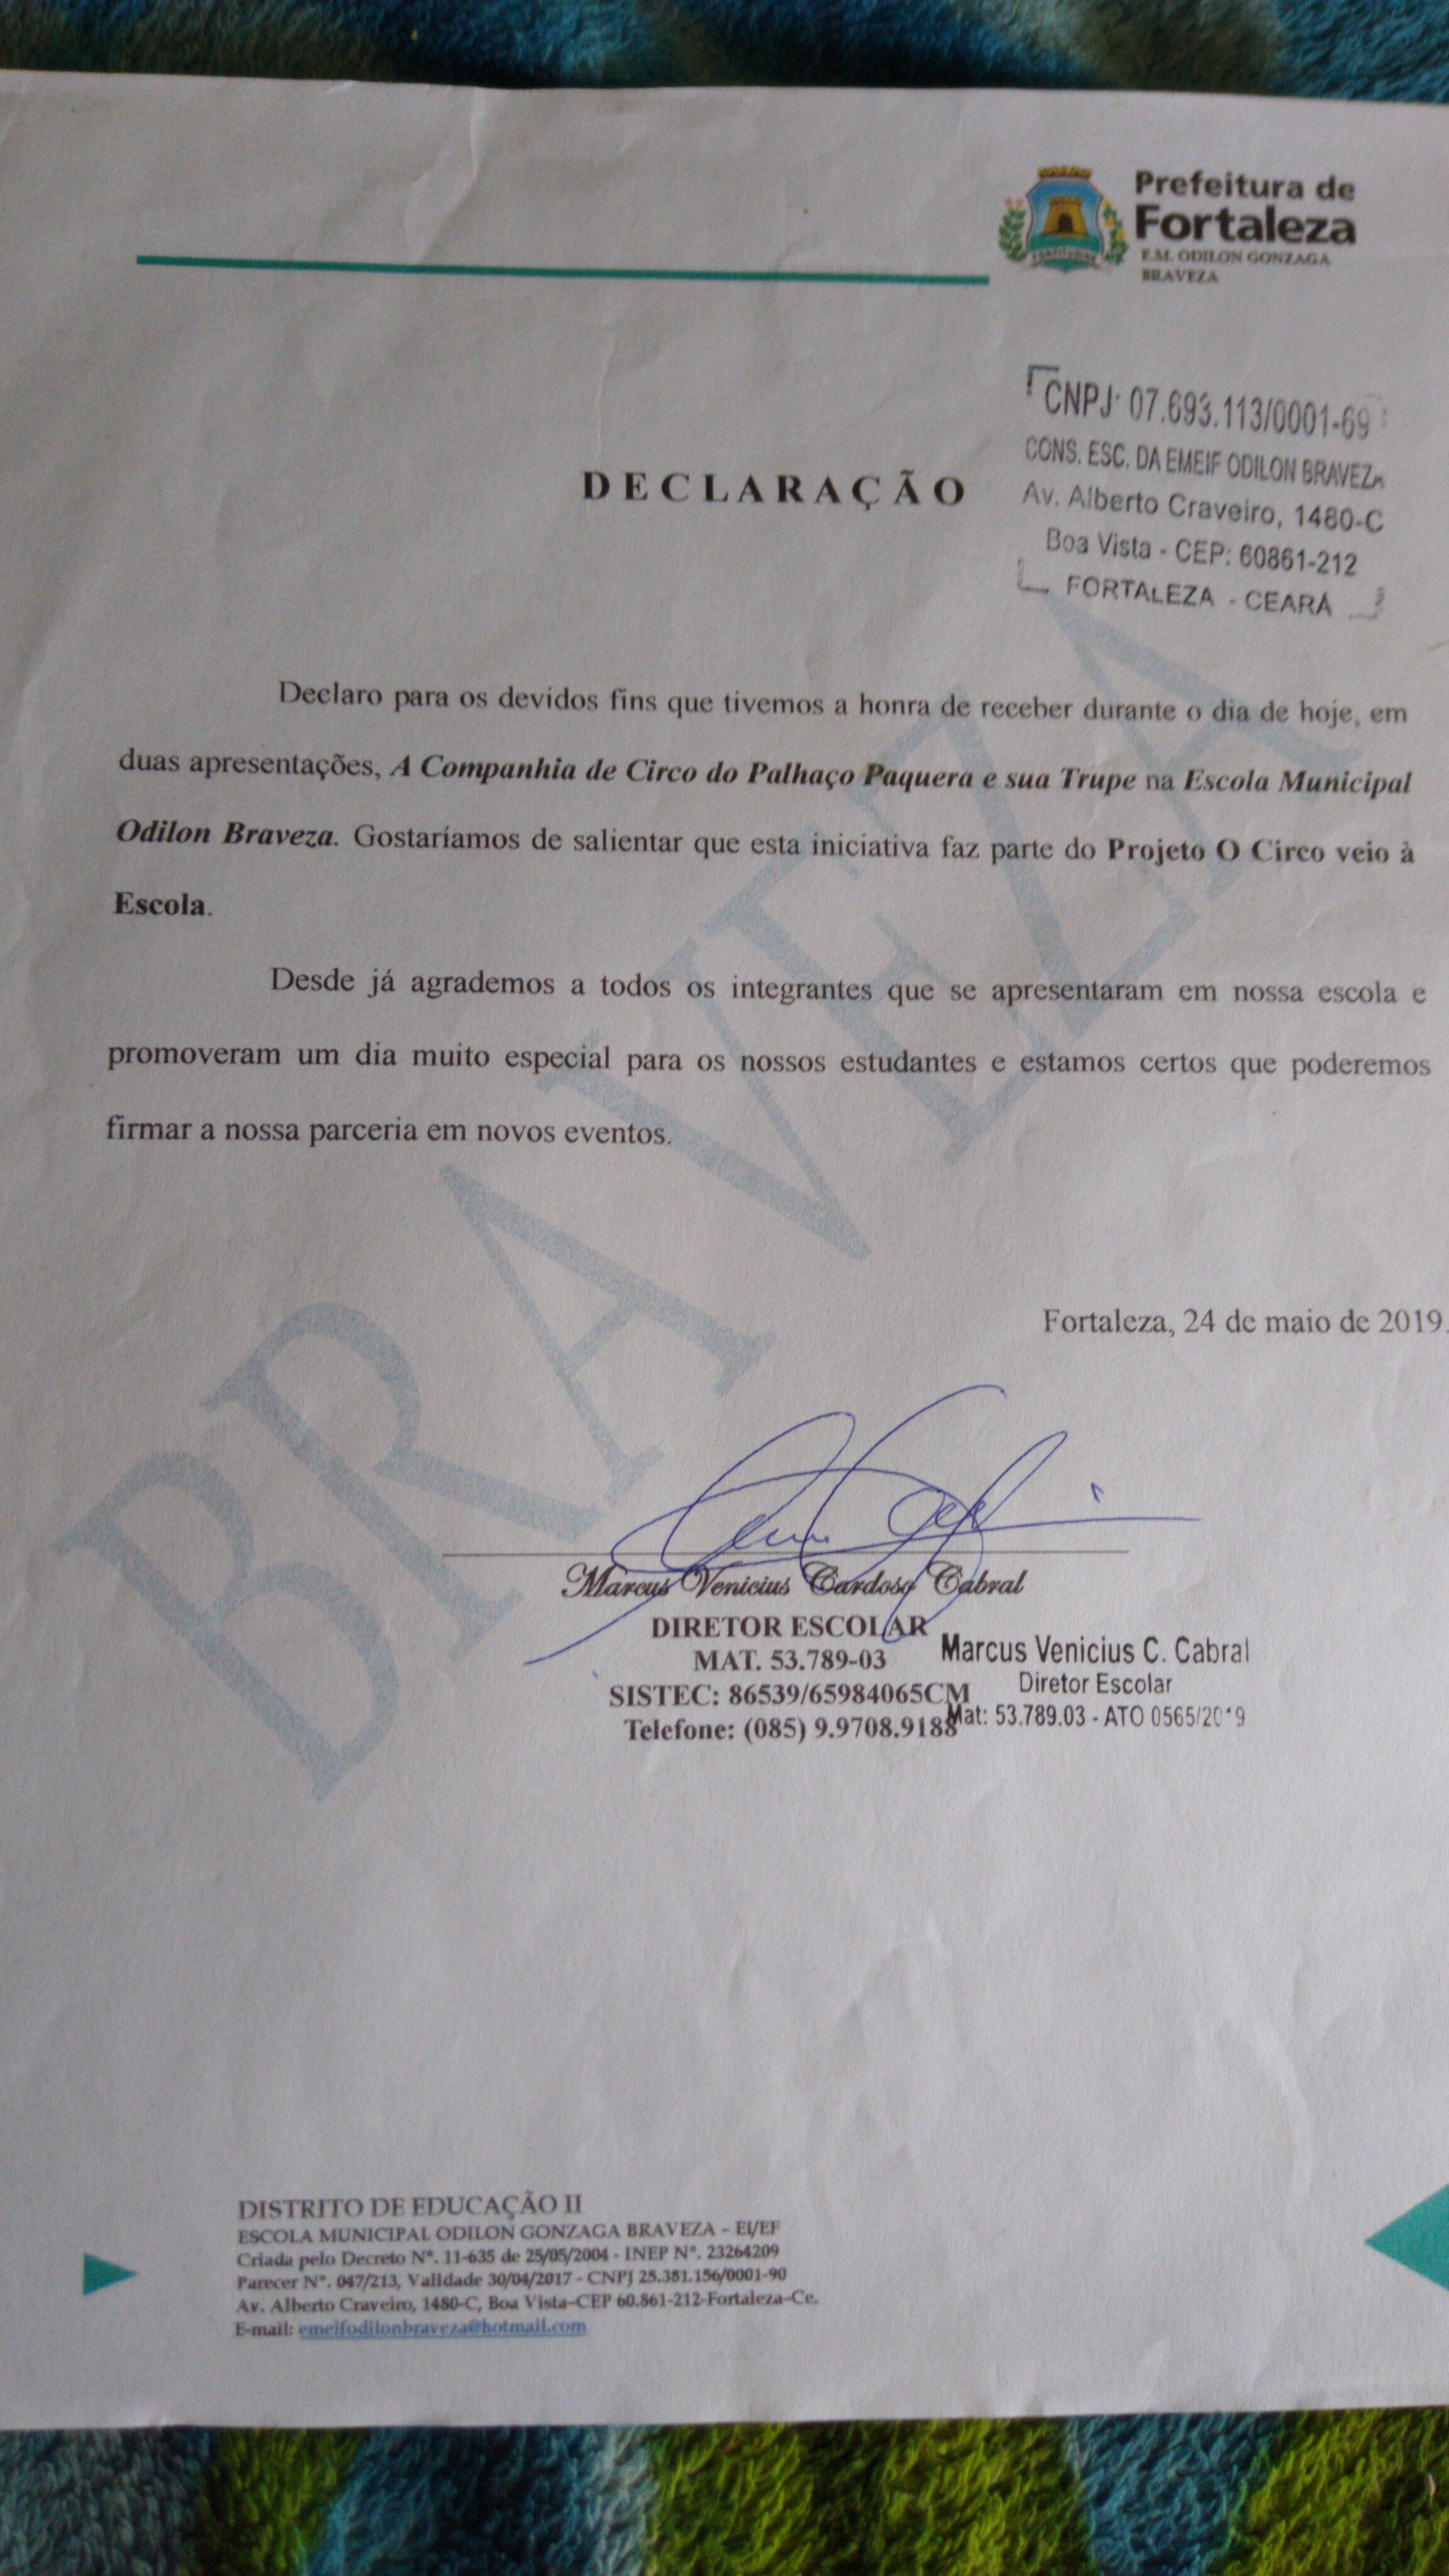 Prefeitura de
Fortaleza
E.M. ODILON GONZAGA
BRAVEZA
CNPJ: 07.693.113/0001-69
CONS. ESC. DA EMEIF ODILON BRAVEZA
Av. Alberto Craveiro, 1480-C
Boa Vista - CEP: 60861-212
FORTALEZA - CEARÁ
DECLARAÇÃO
Declaro para os devidos fins que tivemos a honra de receber durante o dia de hoje, em
duas apresentações, A Companhia de Circo do Palhaço Paquera e sua Trupe na Escola Municipal
Odilon Braveza. Gostaríamos de salientar que esta iniciativa faz parte do Projeto O Circo veio à
Escola.
Desde já agrademos a todos os integrantes que se apresentaram em nossa escola e
promoveram um dia muito especial para os nossos estudantes e estamos certos que poderemos
firmar a nossa parceria em novos eventos.
BRAVEZA
Fortaleza, 24 de maio de 2019.
Marcus Venicius Cardoso Cabral
DIRETOR ESCOLAR
MAT. 53.789-03
SISTEC: 86539/65984065CM
Telefone: (085) 9.9708.9188
Marcus Venicius C. Cabral
Diretor Escolar
Mat: 53.789.03 - ATO 0565/2019
DISTRITO DE EDUCAÇÃO II
ESCOLA MUNICIPAL ODILON GONZAGA BRAVEZA – EI/EF
Criada pelo Decreto Nº. 11-635 de 25/05/2004 - INEP Nº. 23264209
Parecer Nº. 047/213, Validade 30/04/2017 - CNPJ 25.381.156/0001-90
Av. Alberto Craveiro, 1480-C, Boa Vista–CEP 60.861-212-Fortaleza-Ce.
E-mail: emeifodilonbraveza@hotmail.com